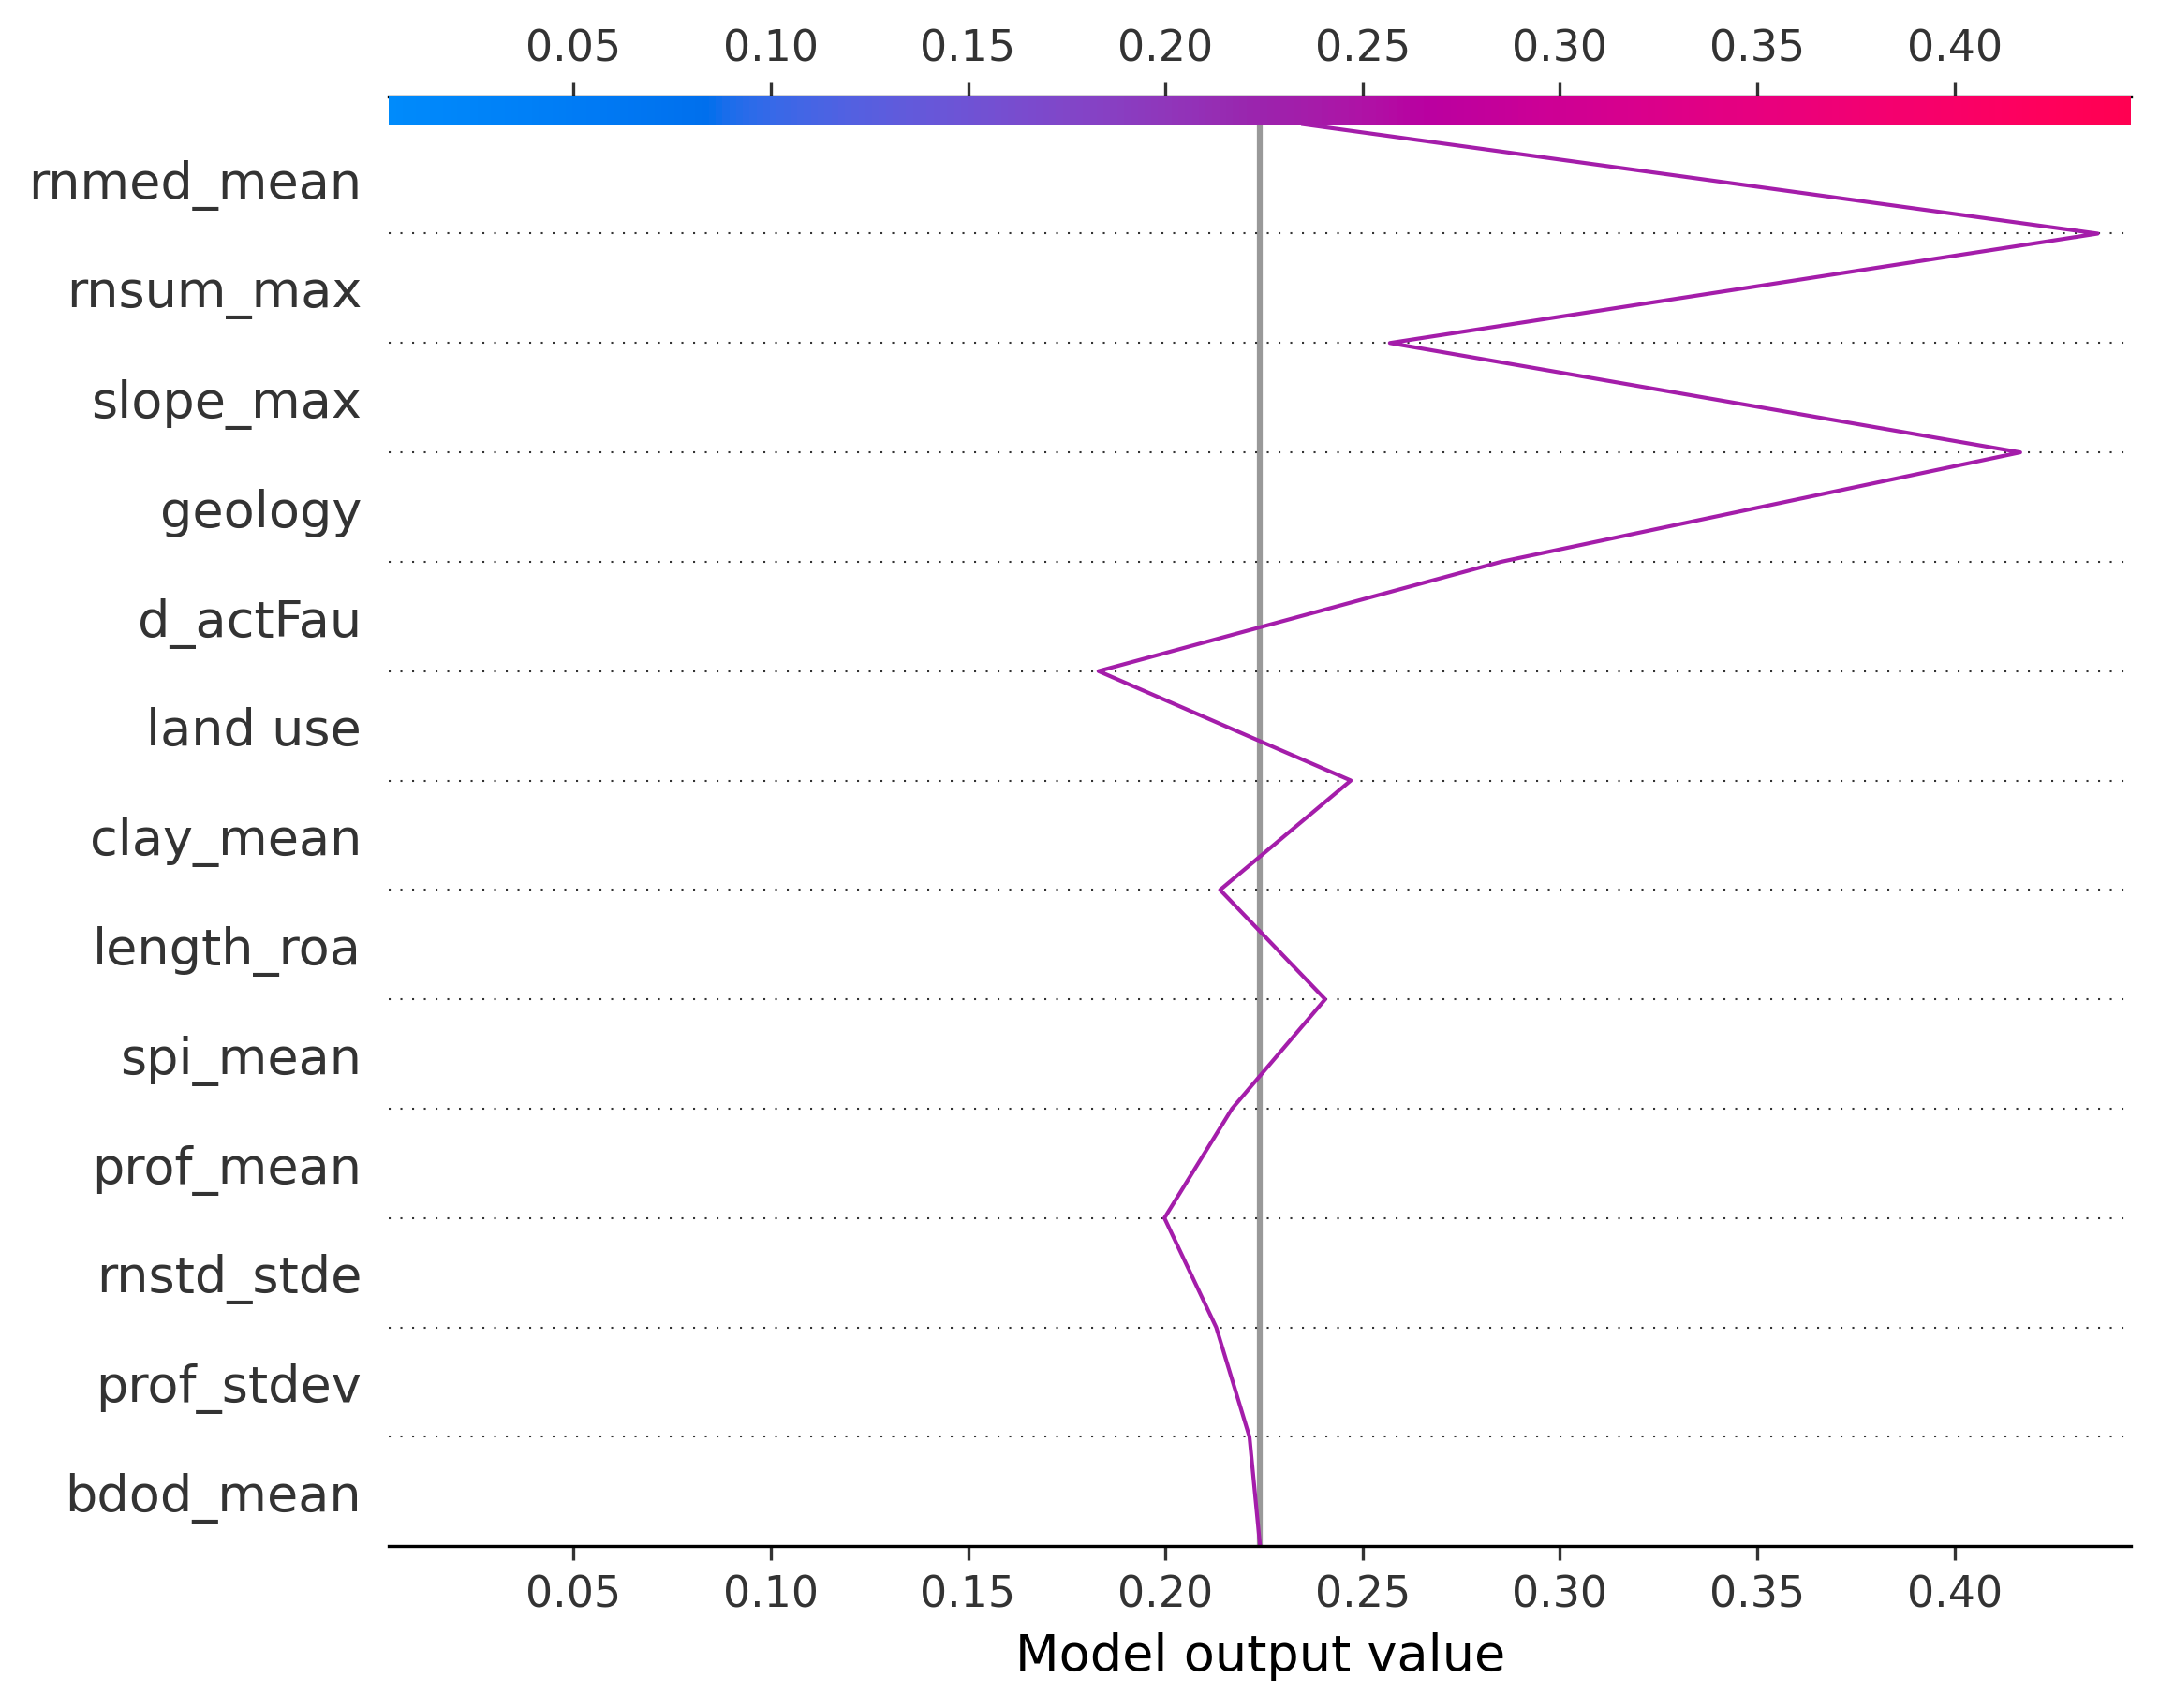 0.05 0.10 0.15 0.20 0.25 0.30 0.35 0.40
rnmed_mean
rnsum_max
slope_max
geology
d_actFau
land use
clay_mean
length_roa
spi_mean
prof_mean
rnstd_stde
prof_stdev
bdod_mean
0.05 0.10 0.15 0.20 0.25 0.30 0.35 0.40
Model output value